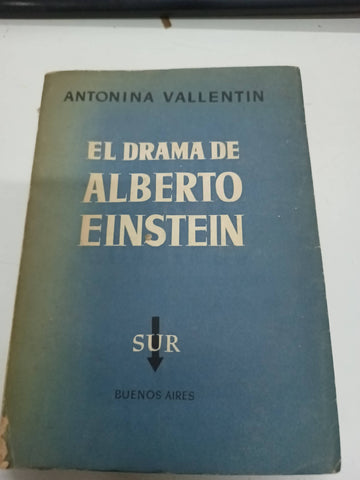 ANTONINA VALLENTIN
EL DRAMA DE
ALBERTO
EINSTEIN
SUR
BUENOS AIRES